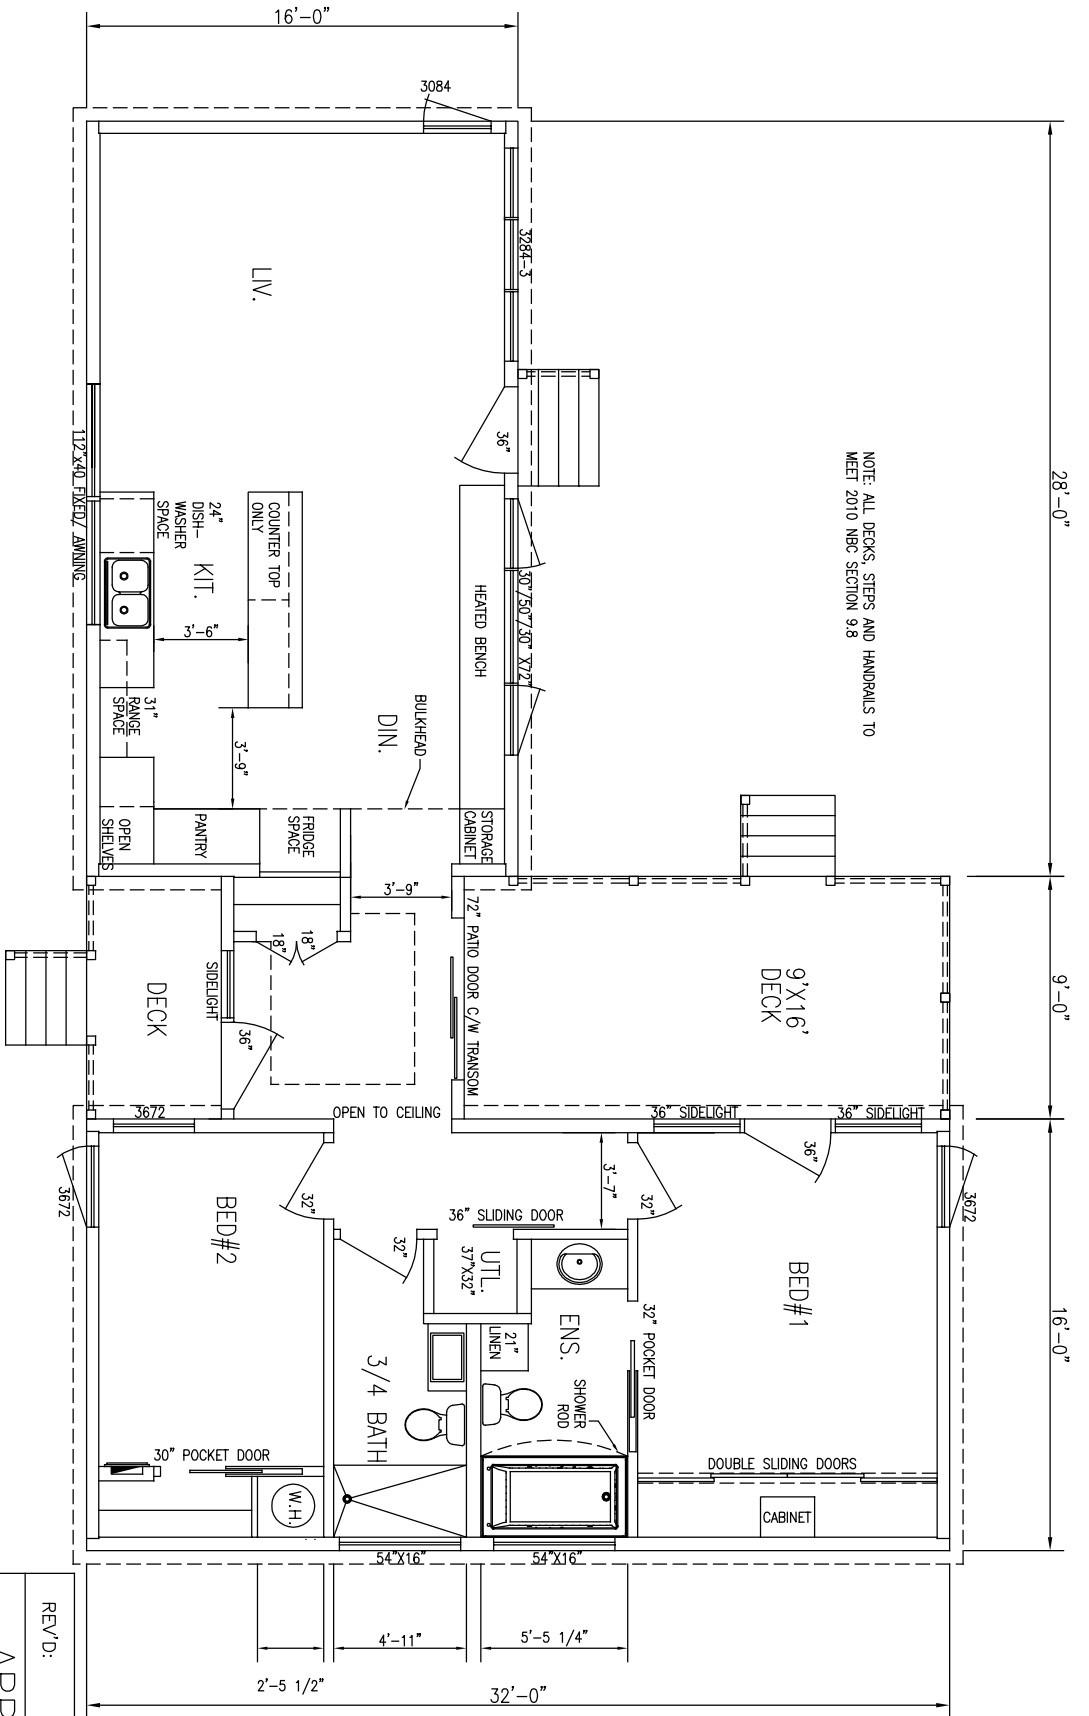 16'-0"
3084
28'-0"
3284-3
LIV.
36"
NOTE: ALL DECKS, STEPS AND HANDRAILS TO
MEET 2010 NBC SECTION 9.8
112"x40 FIXED/ AWNING
24"
DISH-
WASHER
SPACE
KIT.
COUNTER TOP
ONLY
HEATED BENCH
30"/50"/30" X72"
3'-6"
31"
RANGE
SPACE
3'-9"
DIN.
BULKHEAD
OPEN
SHELVES
PANTRY
FRIDGE
SPACE
STORAGE
CABINET
3'-9"
18"
18"
72" PATIO DOOR C/W TRANSOM
9'X16'
DECK
9'-0"
DECK
SIDELIGHT
36"
3672
OPEN TO CEILING
36" SIDELIGHT
36" SIDELIGHT
36"
3672
3672
32"
3'-7"
32"
BED#2
36" SLIDING DOOR
32"
UTL.
37"X32"
BED#1
16'-0"
ENS.
21"
LINEN
32" POCKET DOOR
SHOWER
ROD
3/4 BATH
30" POCKET DOOR
DOUBLE SLIDING DOORS
W.H.
CABINET
54"X16"
54"X16"
4'-11"
5'-5 1/4"
2'-5 1/2"
32'-0"
REV'D: